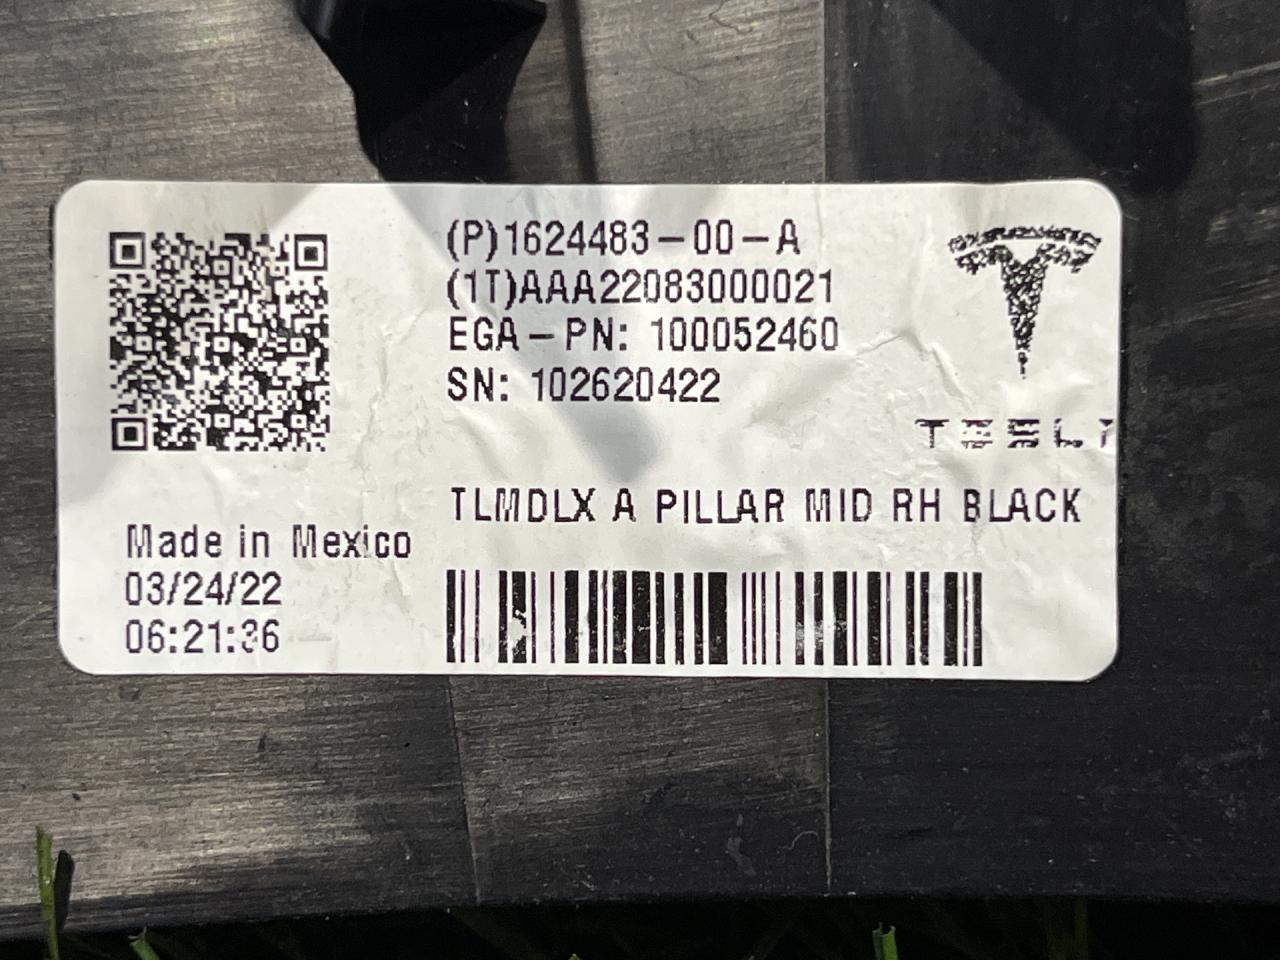 (P)1624483-00-A
(1T)AAA22083000021
EGA-PN: 100052460
SN: 102620422
TESLA
TLMDLX A PILLAR MID RH BLACK
Made in Mexico
03/24/22
06:21:36